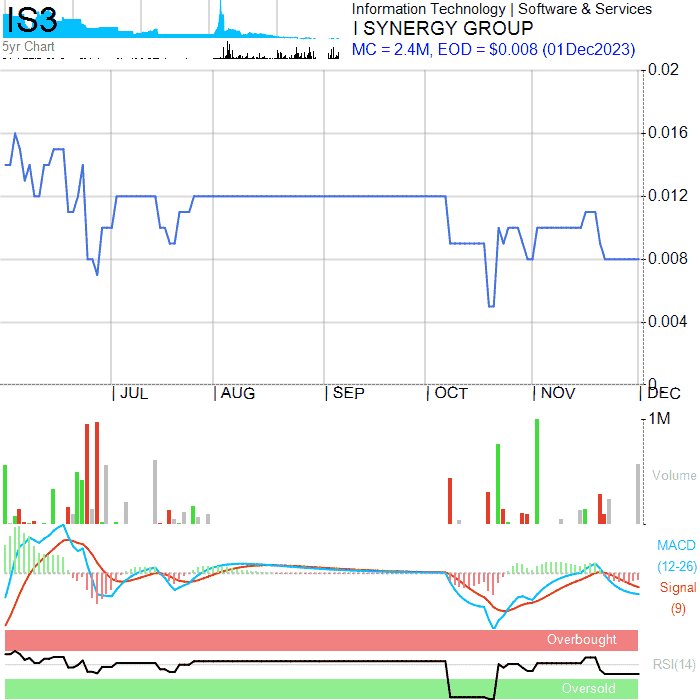 IS3
5yr Chart
Information Technology | Software & Services
I SYNERGY GROUP
MC = 2.4M, EOD = $0.008 (01Dec2023)
0.02
0.016
0.012
0.008
0.004
0
JUL AUG SEP OCT NOV DEC
1M
Volume
MACD
(12-26)
Signal
(9)
Overbought
RSI(14)
Oversold